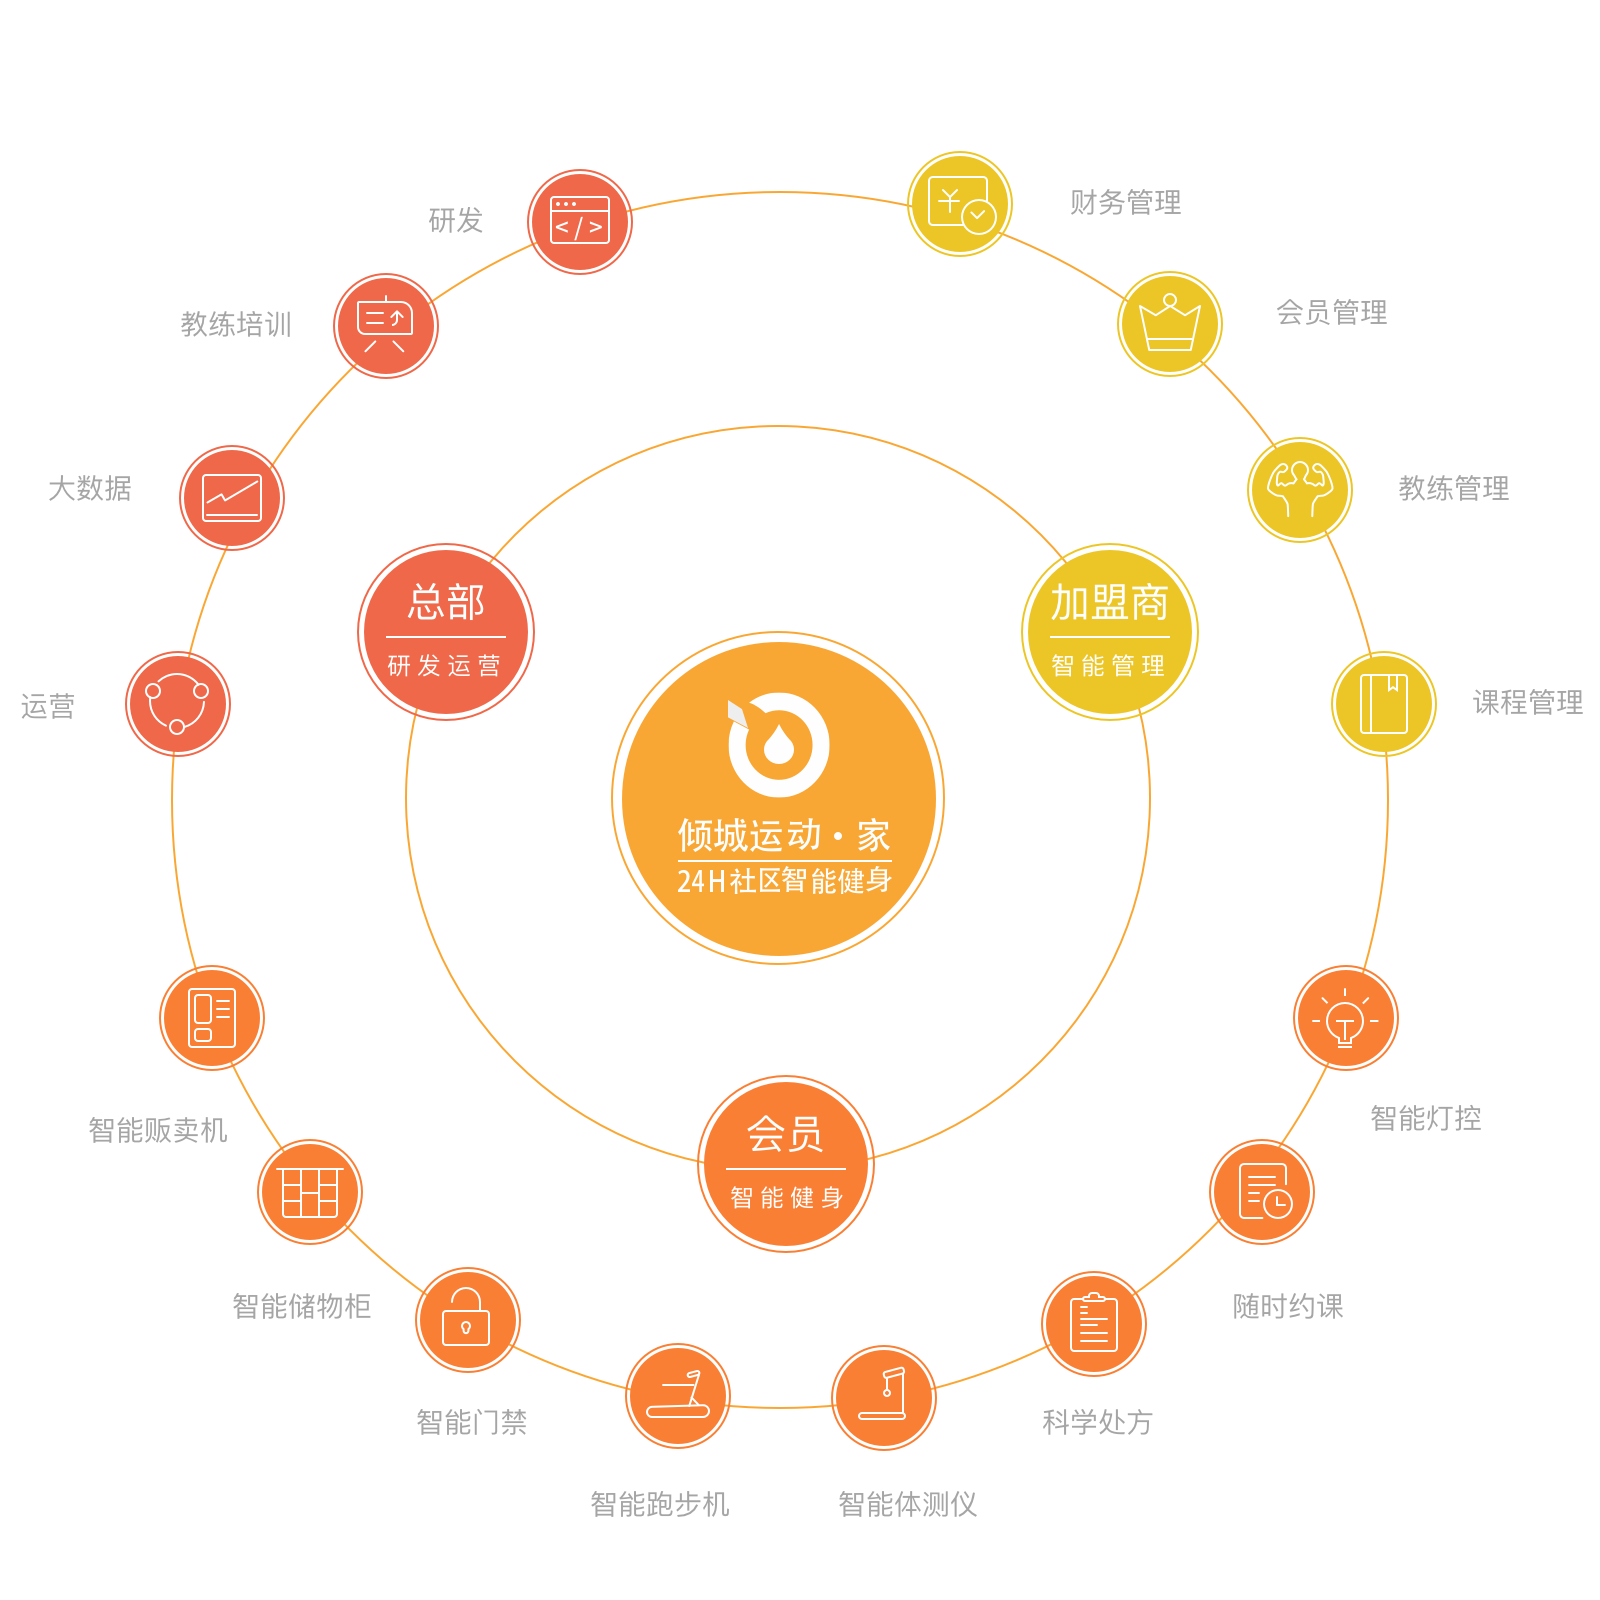 研发
财务管理
教练培训
会员管理
大数据
教练管理
总部
研发运营
加盟商
智能管理
运营
课程管理
倾城运动·家
24H社区智能健身
会员
智能健身
智能贩卖机
智能灯控
智能储物柜
随时约课
智能门禁
科学处方
智能跑步机
智能体测仪